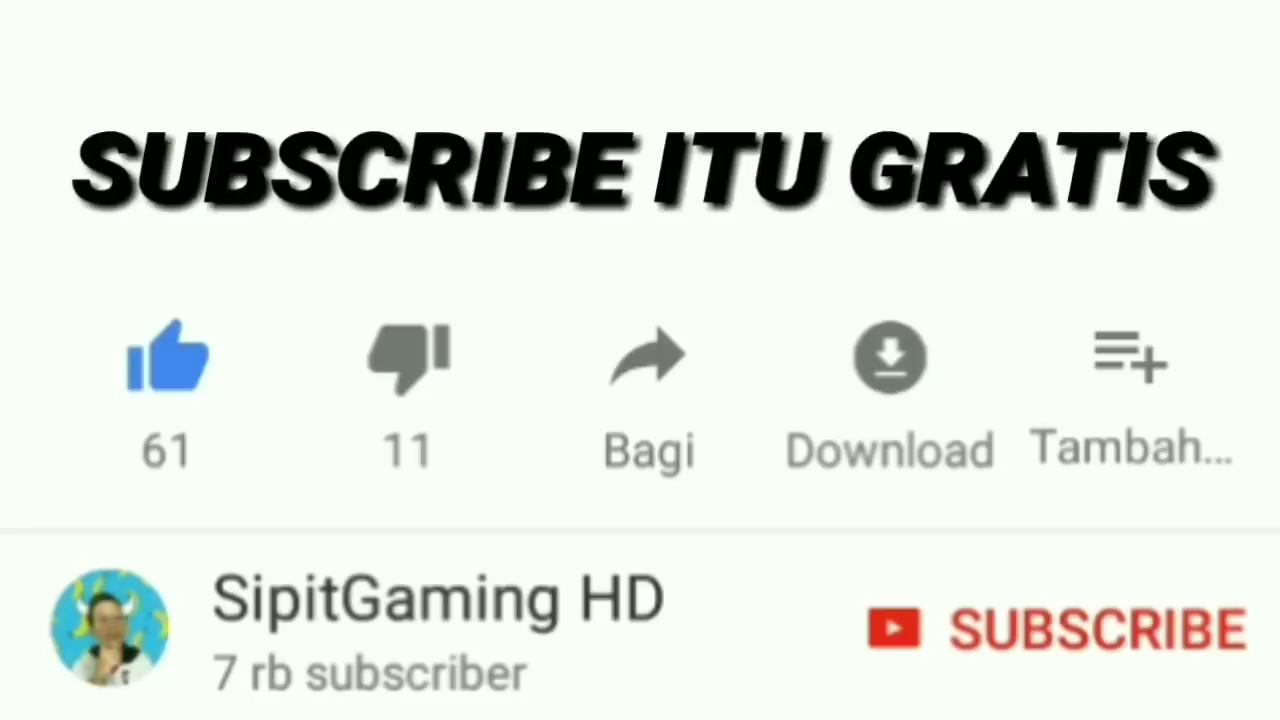 SUBSCRIBE ITU GRATIS
61 11 Bagi Download Tambah...
SipitGaming HD
SUBSCRIBE
7 rb subscriber